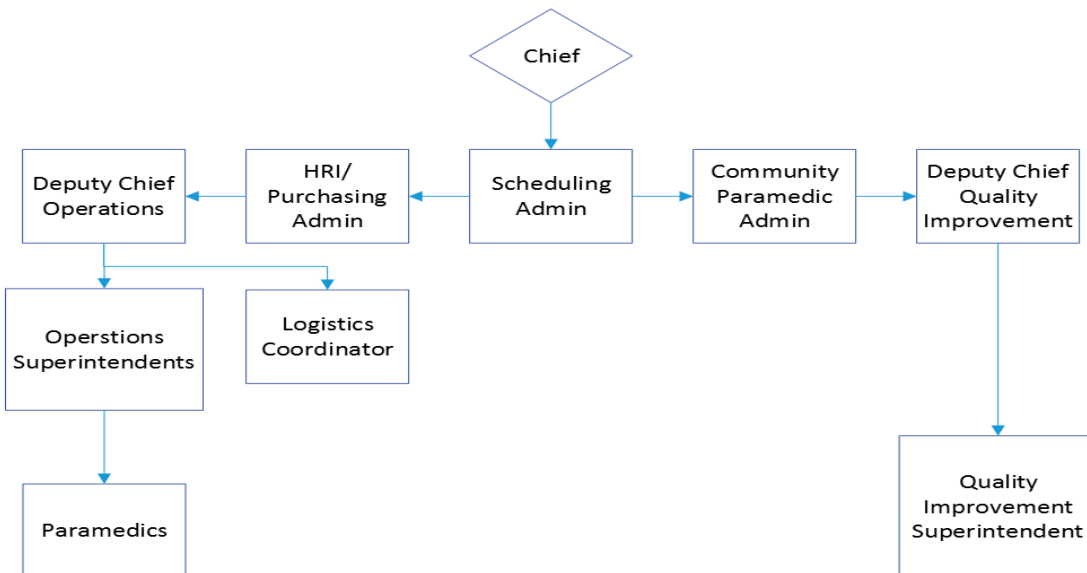 Chief
Deputy Chief
Operations
HRI/
Purchasing
Admin
Scheduling
Admin
Community
Paramedic
Admin
Deputy Chief
Quality
Improvement
Operstions
Superintendents
Logistics
Coordinator
Paramedics
Quality
Improvement
Superintendent